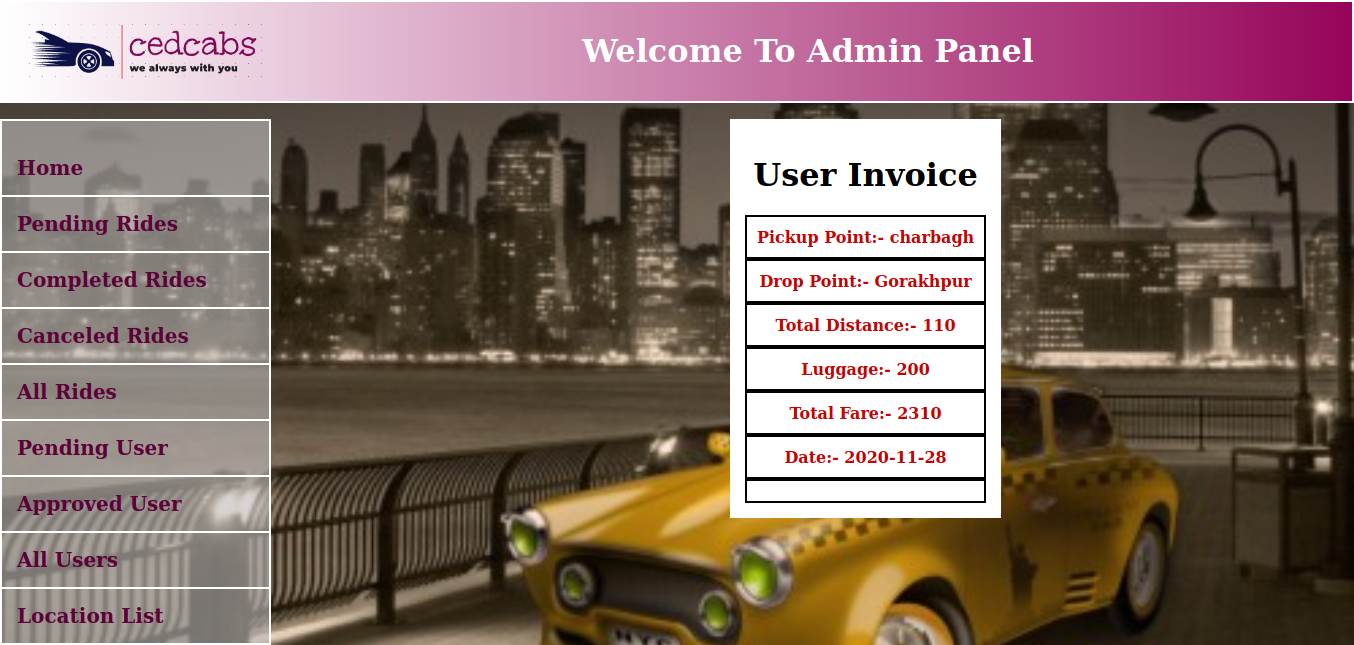 cedcabs
we always with you
Welcome To Admin Panel
Home
Pending Rides
Completed Rides
Canceled Rides
All Rides
Pending User
Approved User
All Users
Location List
User Invoice
Pickup Point:- charbagh
Drop Point:- Gorakhpur
Total Distance:- 110
Luggage:- 200
Total Fare:- 2310
Date:- 2020-11-28